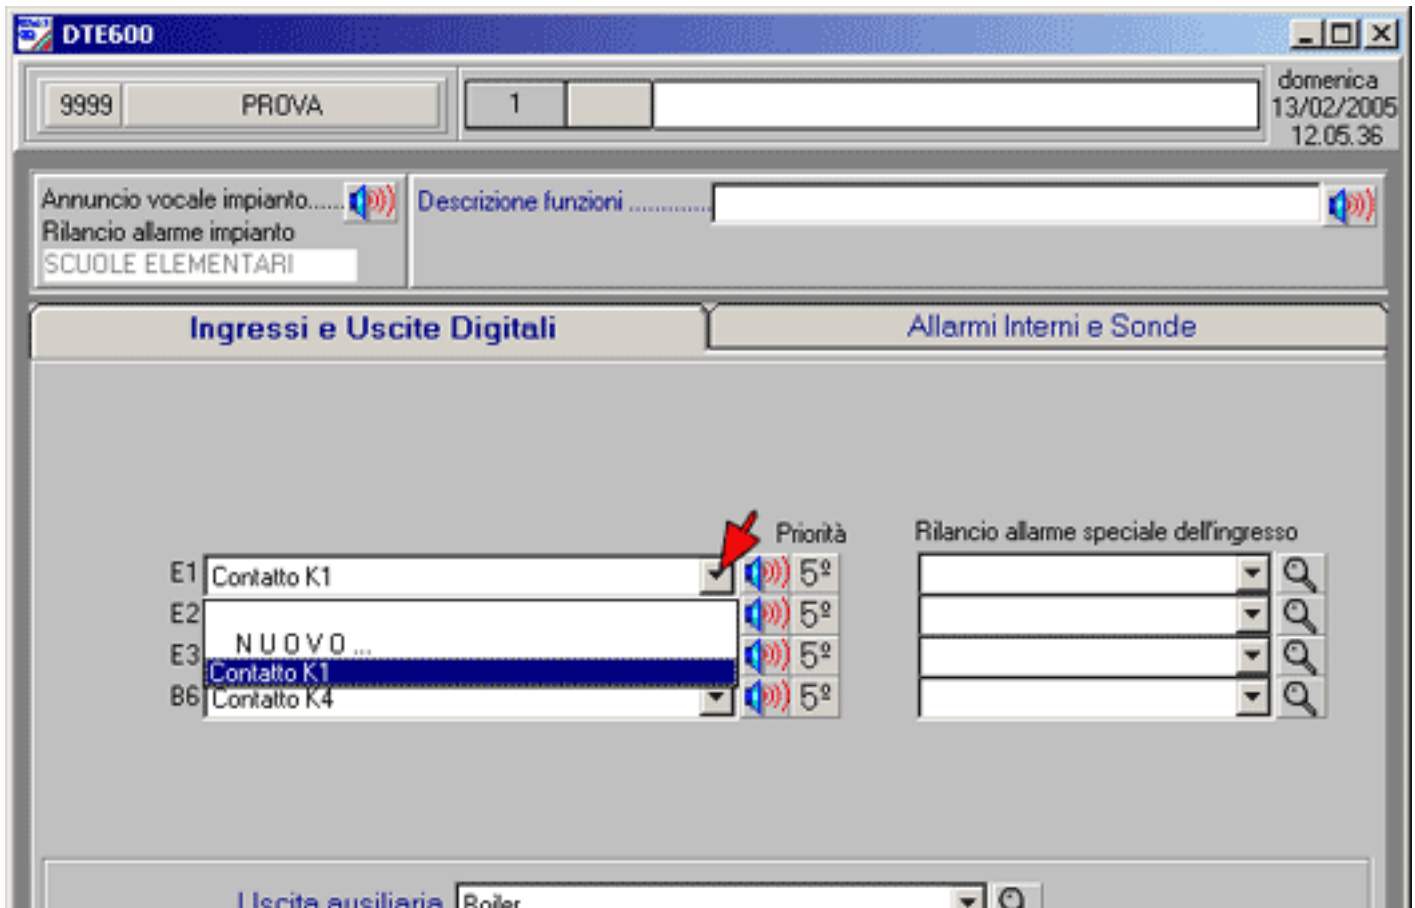 DTE600
9999 PROVA 1
domenica
13/02/2005
12.05.36
Annuncio vocale impianto......
Rilancio allarme impianto
SCUOLE ELEMENTARI
Descrizione funzioni ..............
Ingressi e Uscite Digitali
Allarmi Interni e Sonde
Priorità Rilancio allarme speciale dell'ingresso
E1 Contatto K1 5º
E2 5º
N U O V O ...
E3 5º
Contatto K1
B6 Contatto K4 5º
Uscita ausiliaria Boiler